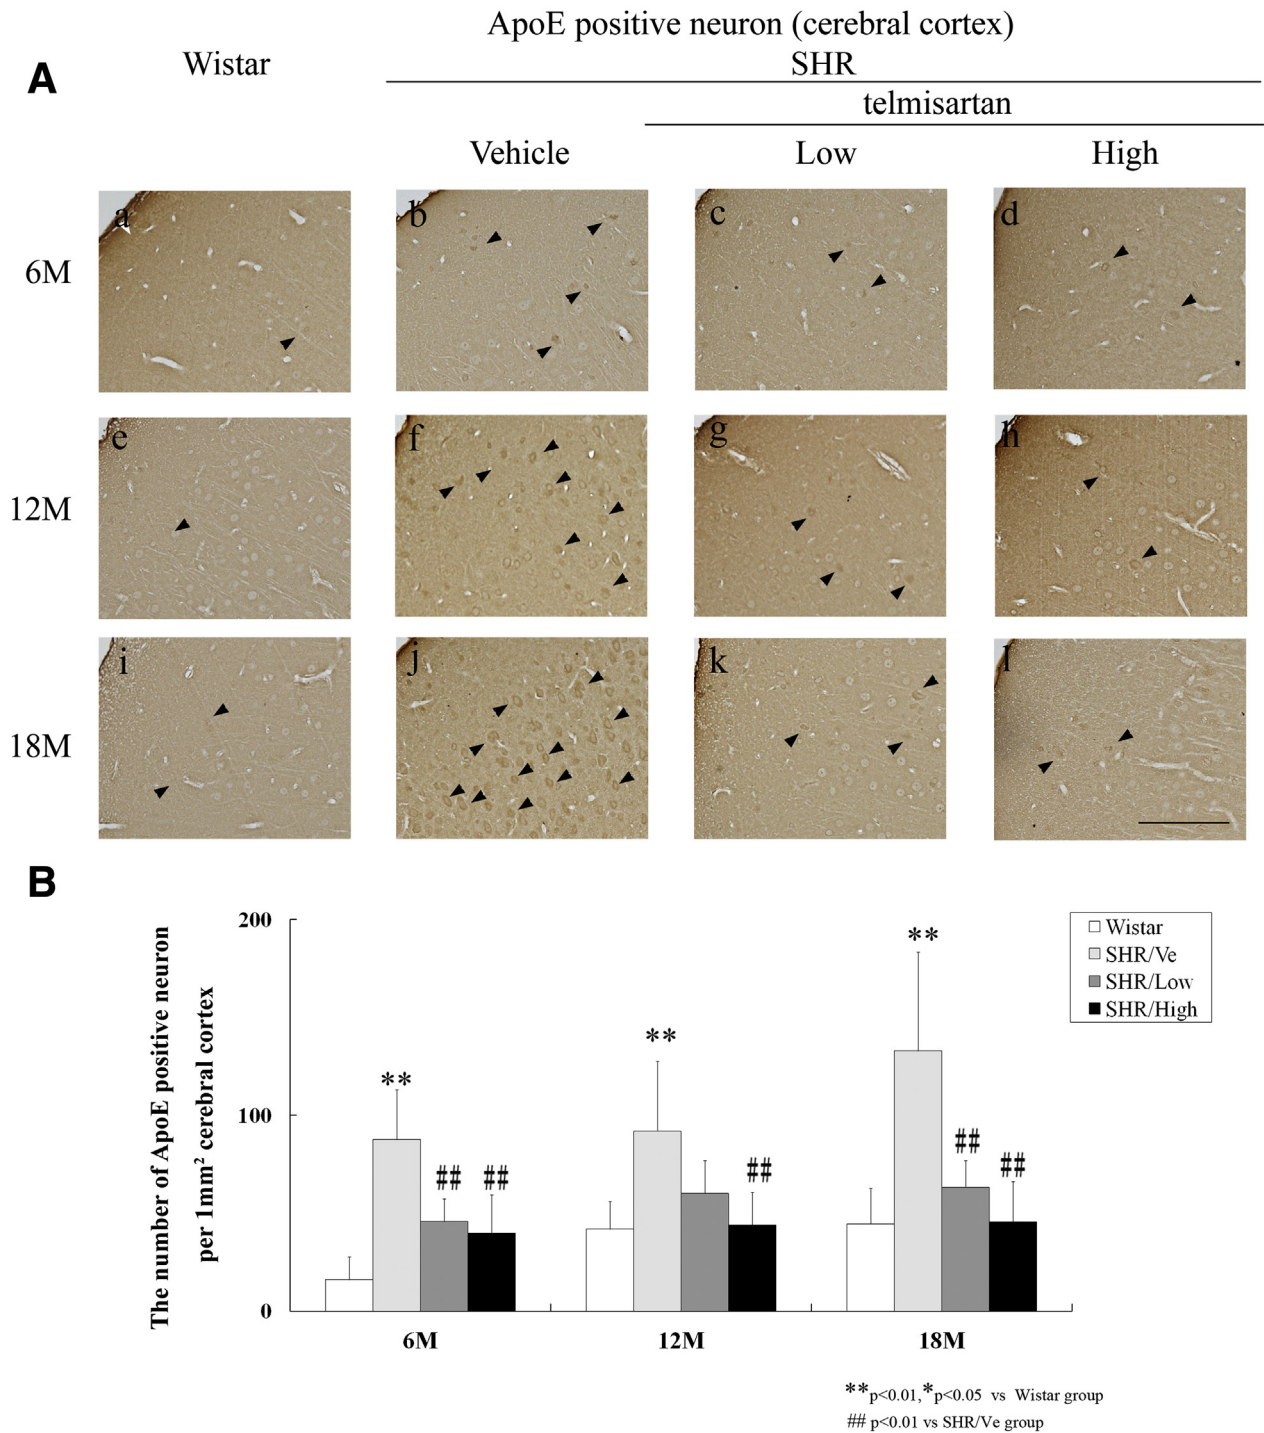 ApoE positive neuron (cerebral cortex)
A
Wistar
SHR
telmisartan
Vehicle
Low
High
6M
a
b
c
d
12M
e
f
g
h
18M
i
j
k
l
B
The number of ApoE positive neuron
per 1mm² cerebral cortex
200
100
0
**
##
##
**
##
**
##
##
6M
12M
18M
Wistar
SHR/Ve
SHR/Low
SHR/High
**p<0.01,*p<0.05 vs Wistar group
## p<0.01 vs SHR/Ve group